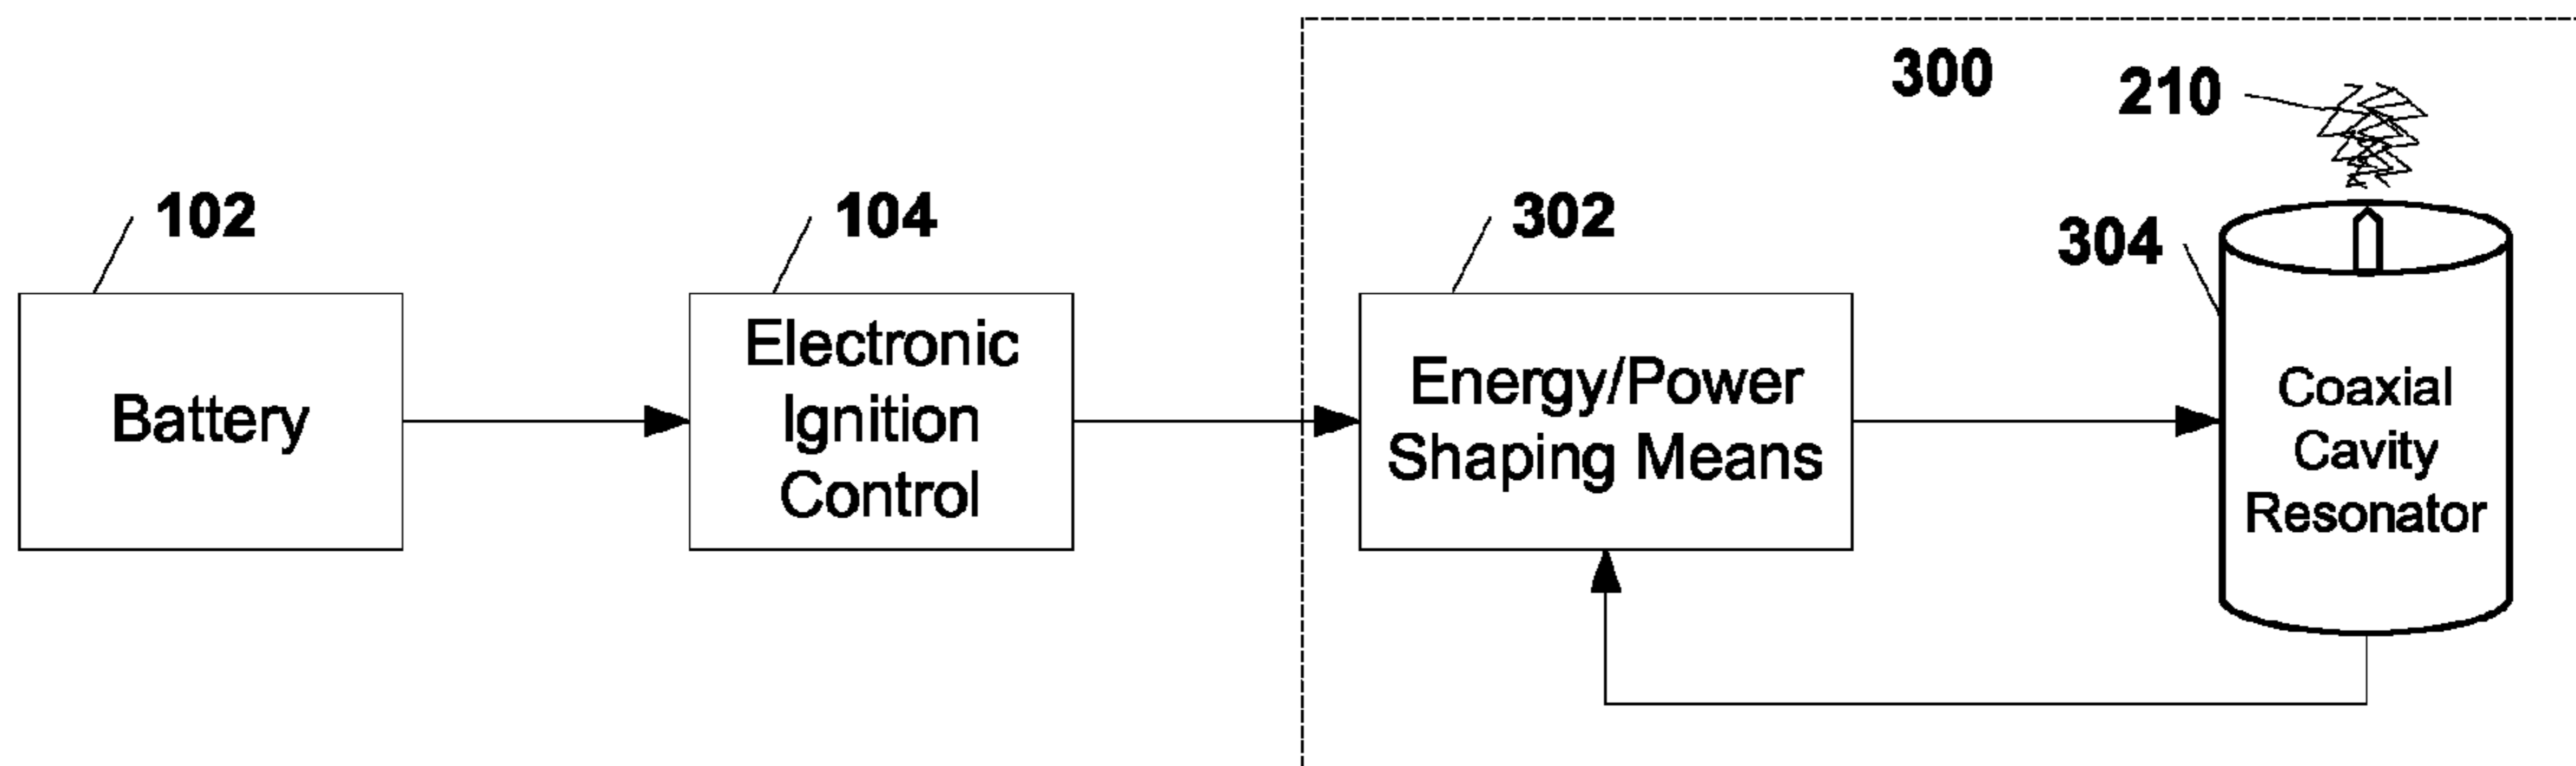 300
210
102
104
302
304
Battery
Electronic
Ignition
Control
Energy/Power
Shaping Means
Coaxial
Cavity
Resonator